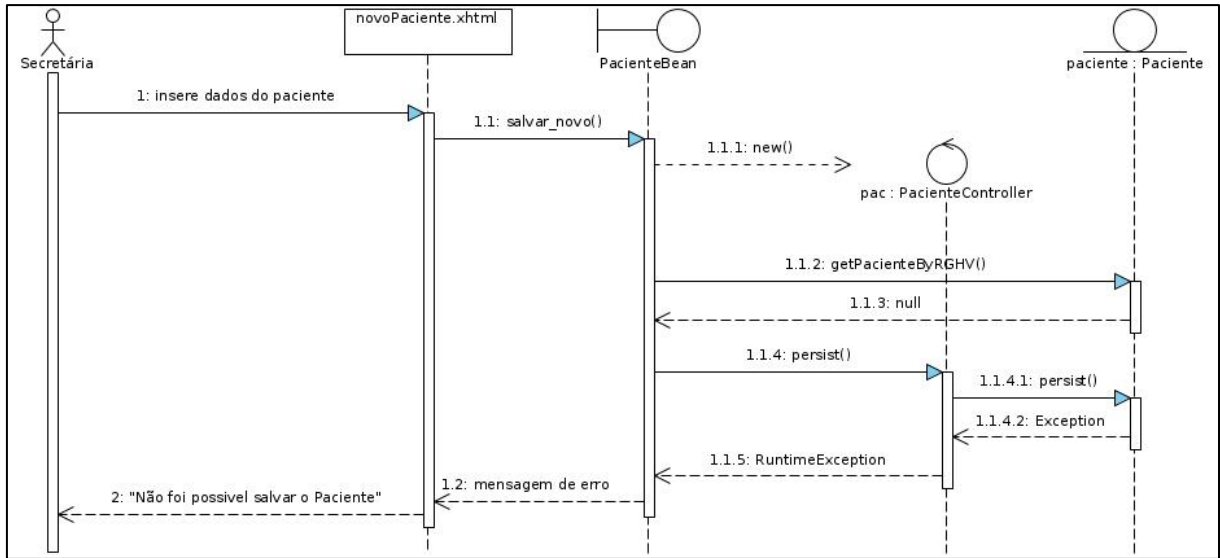 novoPaciente.xhtml
Secretária
PacienteBean
paciente : Paciente
1: insere dados do paciente
1.1: salvar_novo()
1.1.1: new()
pac : PacienteController
1.1.2: getPacienteByRGHV()
1.1.3: null
1.1.4: persist()
1.1.4.1: persist()
1.1.4.2: Exception
1.1.5: RuntimeException
1.2: mensagem de erro
2: "Não foi possivel salvar o Paciente"